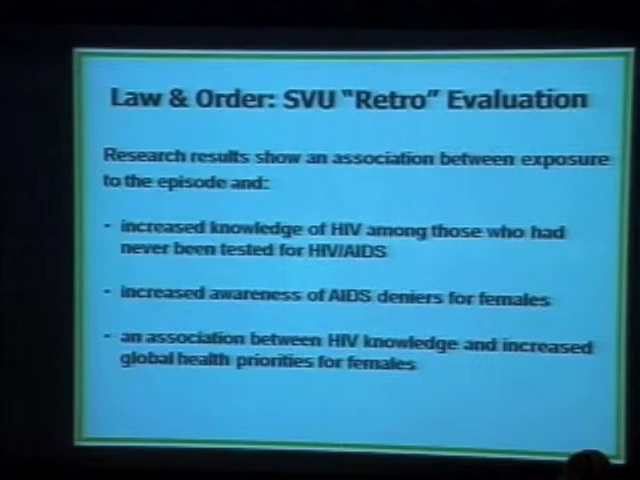 Law & Order: SVU "Retro" Evaluation
Research results show an association between exposure
to the episode and:
· increased knowledge of HIV among those who had
never been tested for HIV/AIDS
· increased awareness of AIDS deniers for females
· an association between HIV knowledge and increased
global health priorities for females